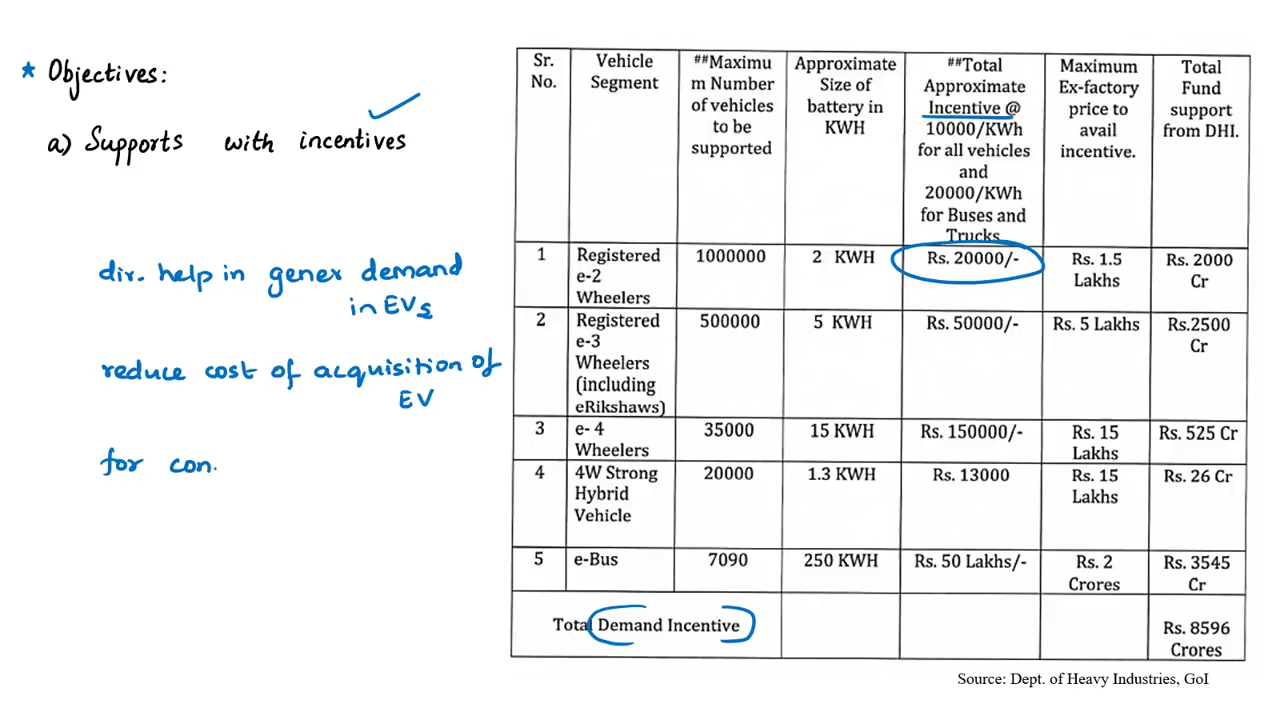 * Objectives:
a) Supports with incentives
dir. help in gener demand
in EVs
reduce cost of acquisition of
EV
for con.
Sr.
No.
Vehicle
Segment
##Maximu
m Number
of vehicles
to be
supported
Approximate
Size of
battery in
KWH
##Total
Approximate
Incentive @
10000/KWh
for all vehicles
and
20000/KWh
for Buses and
Trucks
Maximum
Ex-factory
price to
avail
incentive.
Total
Fund
support
from DHI.
1
Registered
e-2
Wheelers
1000000
2 KWH
Rs. 20000/-
Rs. 1.5
Lakhs
Rs. 2000
Cr
2
Registered
e-3
Wheelers
(including
eRikshaws)
500000
5 KWH
Rs. 50000/-
Rs. 5 Lakhs
Rs.2500
Cr
3
e- 4
Wheelers
35000
15 KWH
Rs. 150000/-
Rs. 15
Lakhs
Rs. 525 Cr
4
4W Strong
Hybrid
Vehicle
20000
1.3 KWH
Rs. 13000
Rs. 15
Lakhs
Rs. 26 Cr
5
e-Bus
7090
250 KWH
Rs. 50 Lakhs/-
Rs. 2
Crores
Rs. 3545
Cr
Total Demand Incentive
Rs. 8596
Crores
Source: Dept. of Heavy Industries, GoI